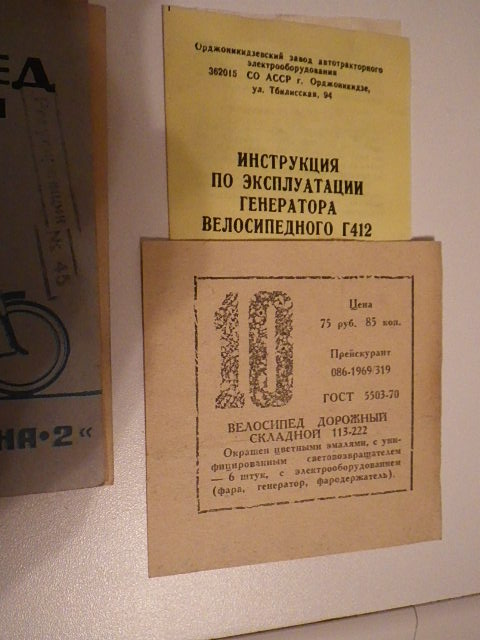 ЕД
Орджоникидзевский завод автотракторного
электрооборудования
362015 СО АССР г. Орджоникидзе,
ул. Тбилисская, 94
ИНСТРУКЦИЯ
ПО ЭКСПЛУАТАЦИИ
ГЕНЕРАТОРА
ВЕЛОСИПЕДНОГО Г412
45
НА•2"
10
Цена
75 руб. 85 коп.
Прейскурант
086-1969/319
ГОСТ 5503-70
ВЕЛОСИПЕД ДОРОЖНЫЙ
СКЛАДНОЙ 113-222
Окрашен цветными эмалями, с уни-
фицированным световозвращателем
— 6 штук, с электрооборудованием
(фара, генератор, фародержатель).